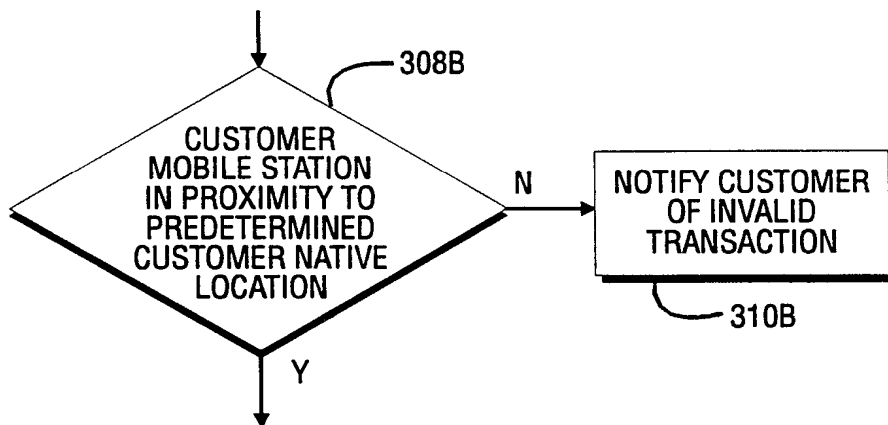 308B
CUSTOMER
MOBILE STATION
IN PROXIMITY TO
PREDETERMINED
CUSTOMER NATIVE
LOCATION
N
NOTIFY CUSTOMER
OF INVALID
TRANSACTION
310B
Y